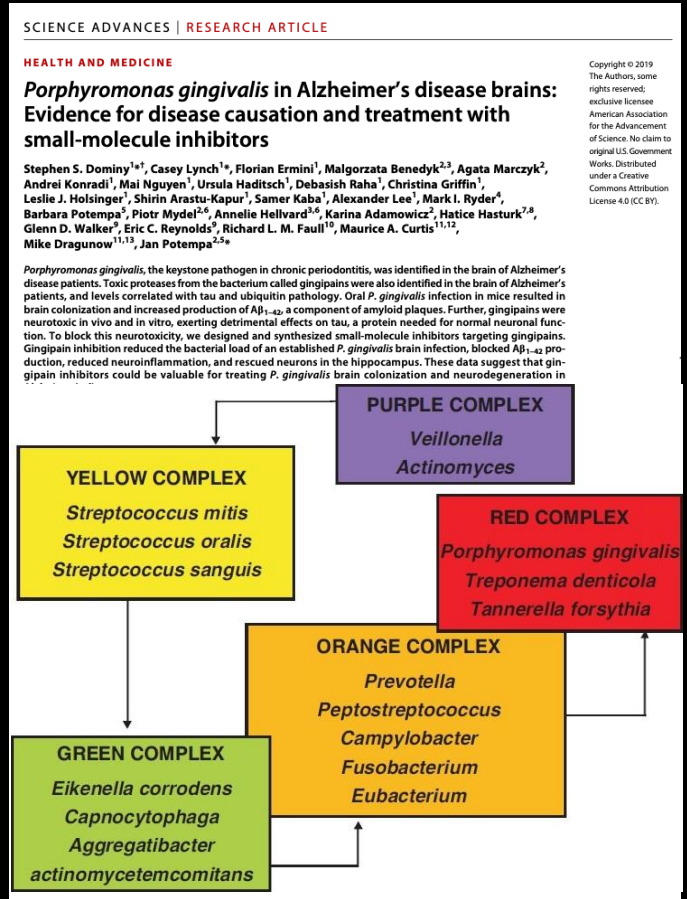 SCIENCE ADVANCES | RESEARCH ARTICLE
HEALTH AND MEDICINE
Porphyromonas gingivalis in Alzheimer’s disease brains:
Evidence for disease causation and treatment with
small-molecule inhibitors
Stephen S. Dominy1*†, Casey Lynch1*, Florian Ermini1, Malgorzata Benedyk2,3, Agata Marczyk2,
Andrei Konradi1, Mai Nguyen1, Ursula Haditsch1, Debasish Raha1, Christina Griffin1,
Leslie J. Holsinger1, Shirin Arastu-Kapur1, Samer Kaba1, Alexander Lee1, Mark I. Ryder4,
Barbara Potempa5, Piotr Mydel2,6, Annelie Hellvard3,6, Karina Adamowicz2, Hatice Hasturk7,8,
Glenn D. Walker9, Eric C. Reynolds9, Richard L. M. Faull10, Maurice A. Curtis11,12,
Mike Dragunow11,13, Jan Potempa2,5*
Porphyromonas gingivalis, the keystone pathogen in chronic periodontitis, was identified in the brain of Alzheimer’s
disease patients. Toxic proteases from the bacterium called gingipains were also identified in the brain of Alzheimer’s
patients, and levels correlated with tau and ubiquitin pathology. Oral P. gingivalis infection in mice resulted in
brain colonization and increased production of Aβ1–42, a component of amyloid plaques. Further, gingipains were
neurotoxic in vivo and in vitro, exerting detrimental effects on tau, a protein needed for normal neuronal func-
tion. To block this neurotoxicity, we designed and synthesized small-molecule inhibitors targeting gingipains.
Gingipain inhibition reduced the bacterial load of an established P. gingivalis brain infection, blocked Aβ1–42 pro-
duction, reduced neuroinflammation, and rescued neurons in the hippocampus. These data suggest that gin-
gipain inhibitors could be valuable for treating P. gingivalis brain colonization and neurodegeneration in
Copyright © 2019
The Authors, some
rights reserved;
exclusive licensee
American Association
for the Advancement
of Science. No claim to
original U.S. Government
Works. Distributed
under a Creative
Commons Attribution
License 4.0 (CC BY).
PURPLE COMPLEX
Veillonella
Actinomyces
YELLOW COMPLEX
Streptococcus mitis
Streptococcus oralis
Streptococcus sanguis
RED COMPLEX
Porphyromonas gingivalis
Treponema denticola
Tannerella forsythia
ORANGE COMPLEX
Prevotella
Peptostreptococcus
Campylobacter
Fusobacterium
Eubacterium
GREEN COMPLEX
Eikenella corrodens
Capnocytophaga
Aggregatibacter
actinomycetemcomitans